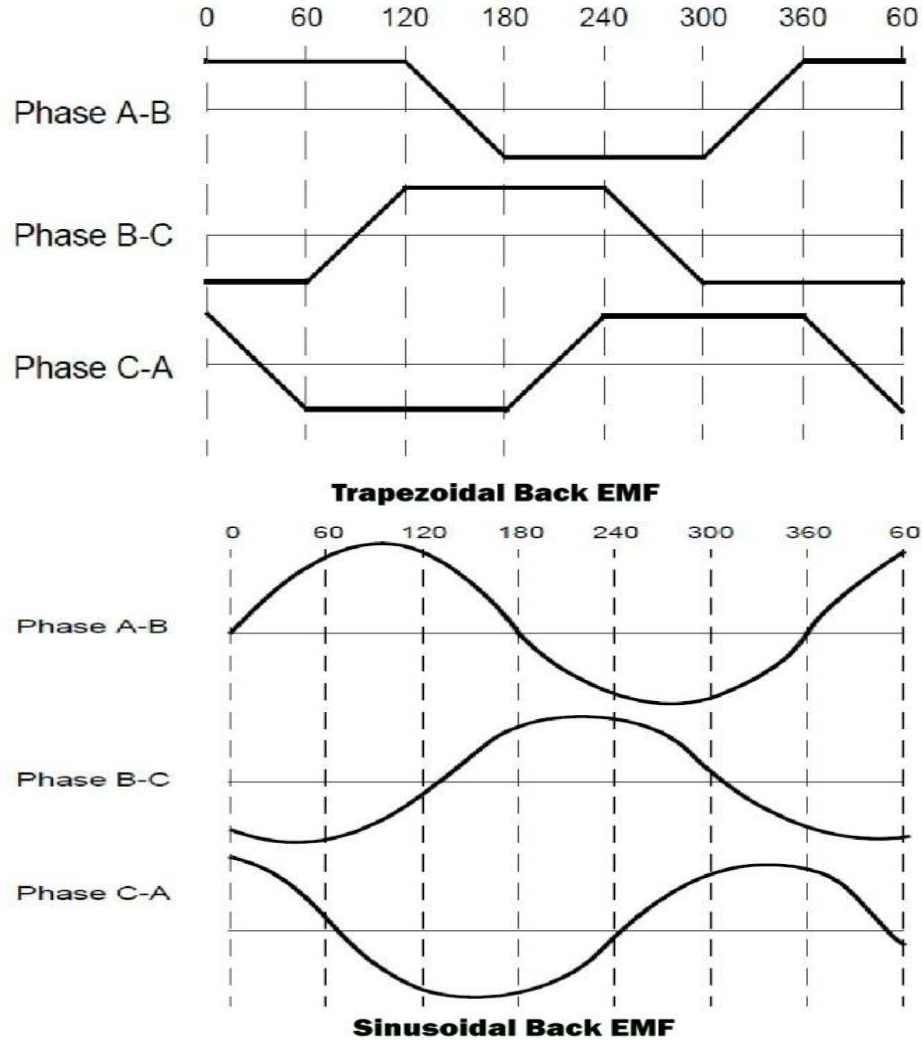 0 60 120 180 240 300 360 60
Phase A-B
Phase B-C
Phase C-A
Trapezoidal Back EMF
0 60 120 180 240 300 360 60
Phase A-B
Phase B-C
Phase C-A
Sinusoidal Back EMF